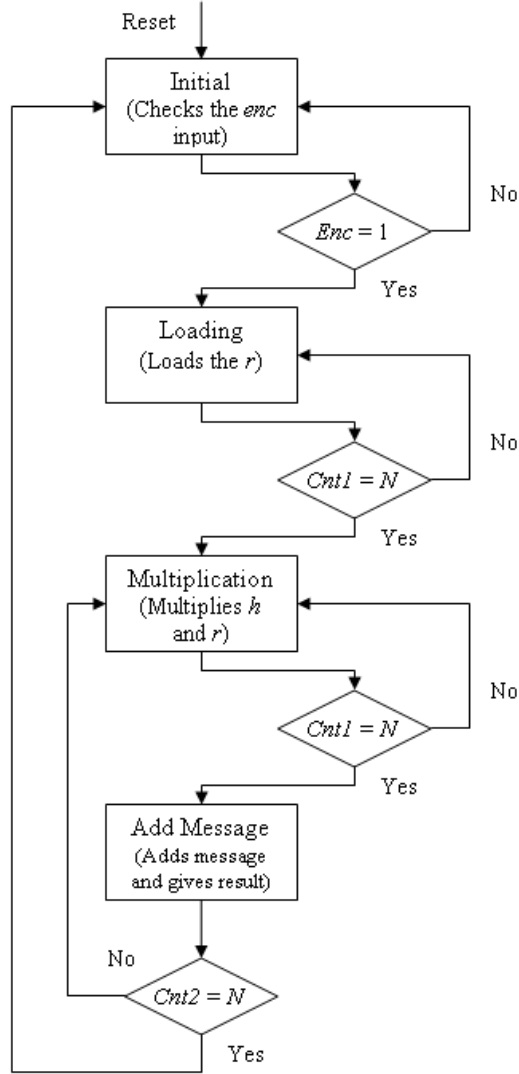 Reset
Initial
(Checks the enc
input)
No
Enc = 1
Yes
Loading
(Loads the r)
No
Cnt1 = N
Yes
Multiplication
(Multiplies h
and r)
No
Cnt1 = N
Yes
Add Message
(Adds message
and gives result)
No
Cnt2 = N
Yes